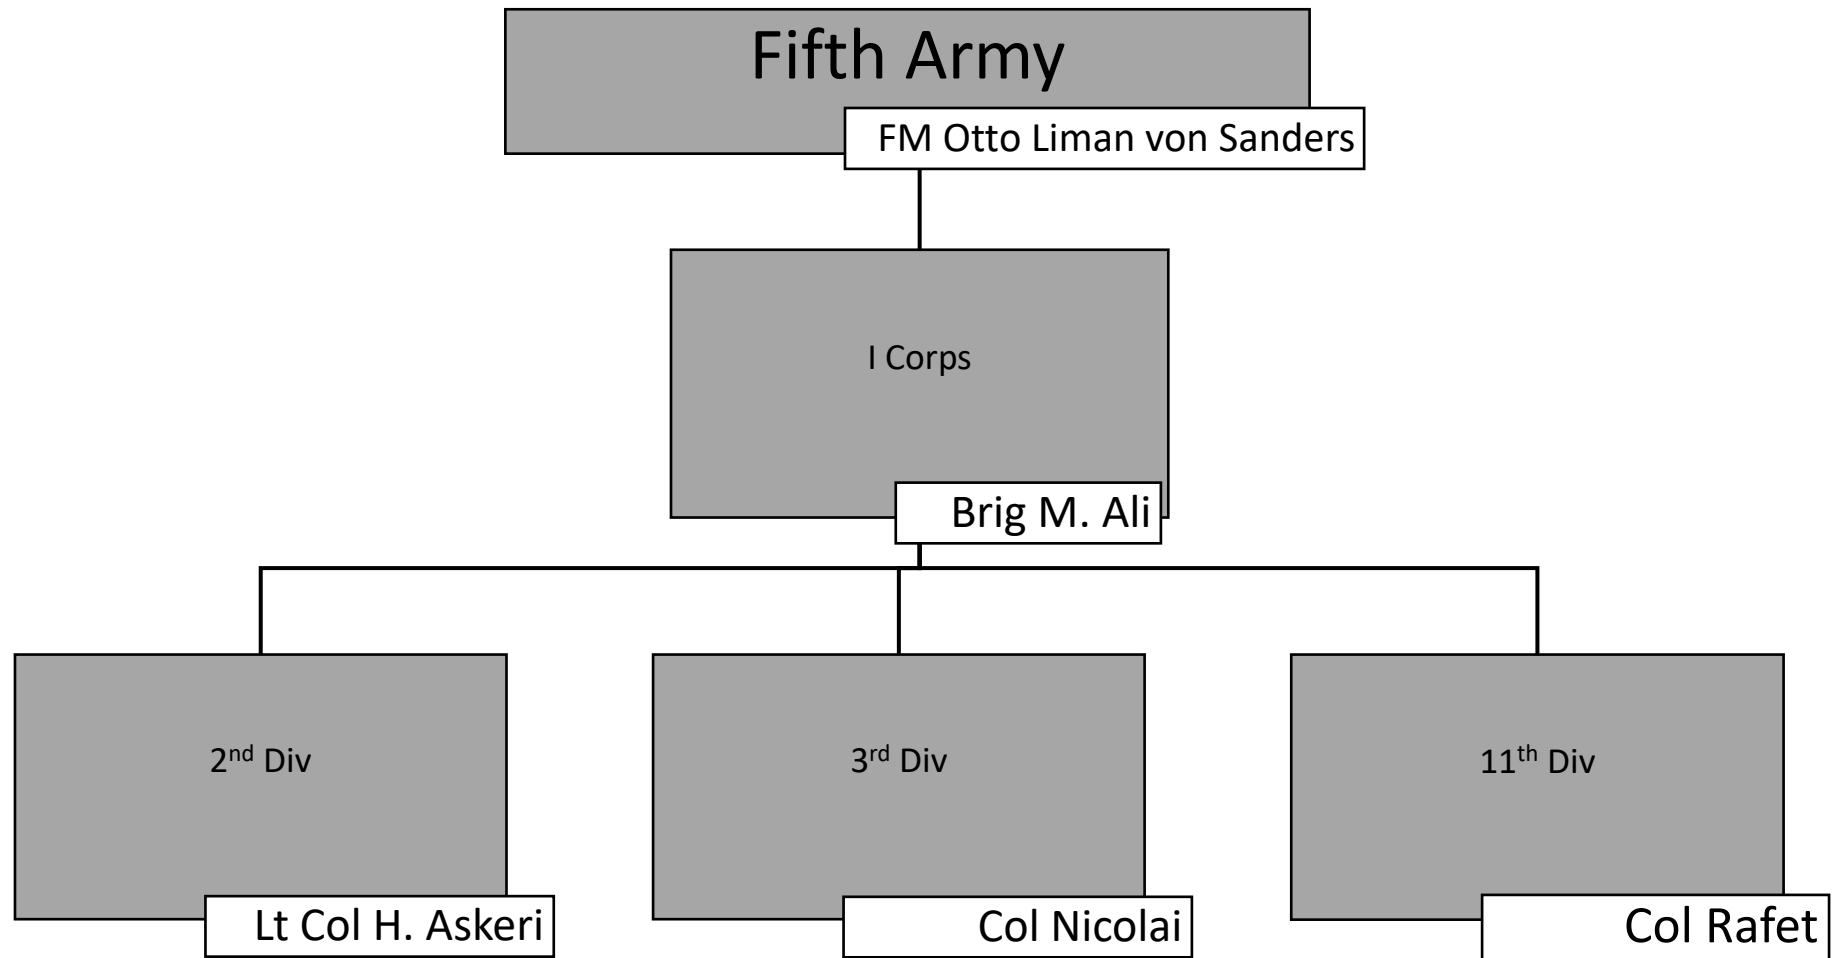 Fifth Army
FM Otto Liman von Sanders
I Corps
Brig M. Ali
2nd Div
Lt Col H. Askeri
3rd Div
Col Nicolai
11th Div
Col Rafet